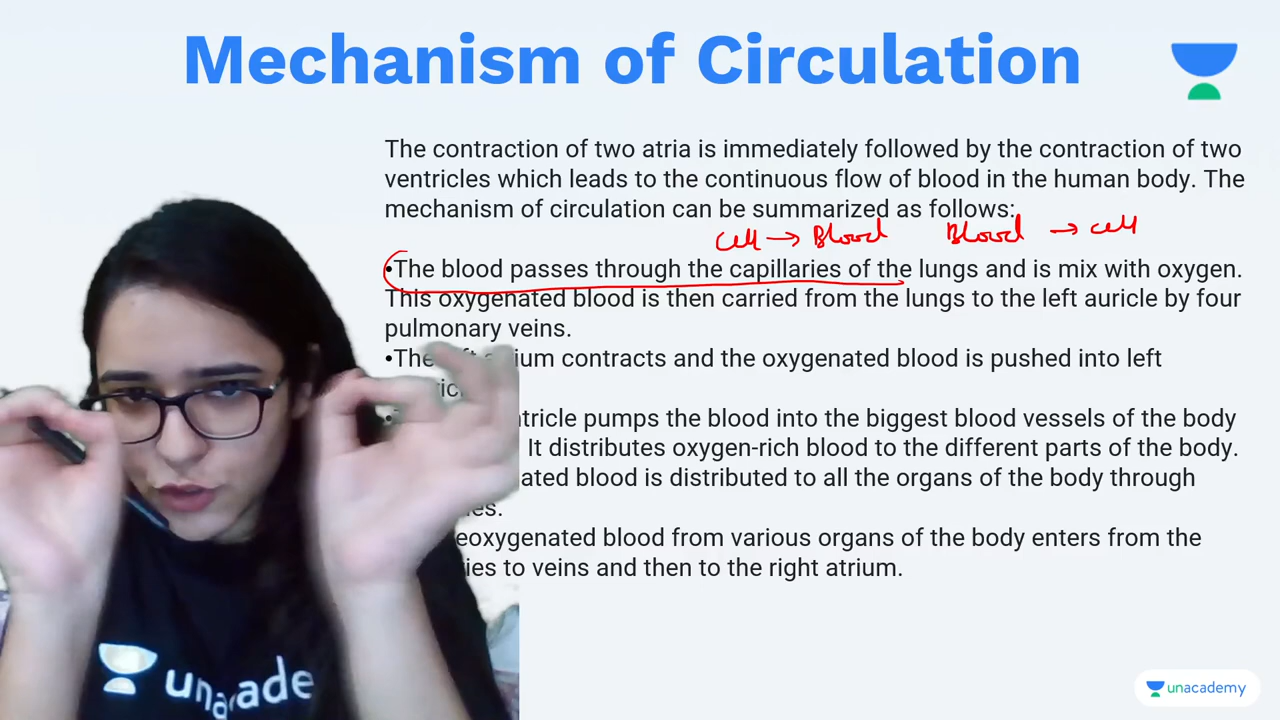 Mechanism of Circulation
The contraction of two atria is immediately followed by the contraction of two
ventricles which leads to the continuous flow of blood in the human body. The
mechanism of circulation can be summarized as follows:
Cell → Blood Blood → cell
•The blood passes through the capillaries of the lungs and is mix with oxygen.
This oxygenated blood is then carried from the lungs to the left auricle by four
pulmonary veins.
•The ium contracts and the oxygenated blood is pushed into left
tricle pumps the blood into the biggest blood vessels of the body
It distributes oxygen-rich blood to the different parts of the body.
ated blood is distributed to all the organs of the body through
es.
eoxygenated blood from various organs of the body enters from the
ies to veins and then to the right atrium.
unacademy